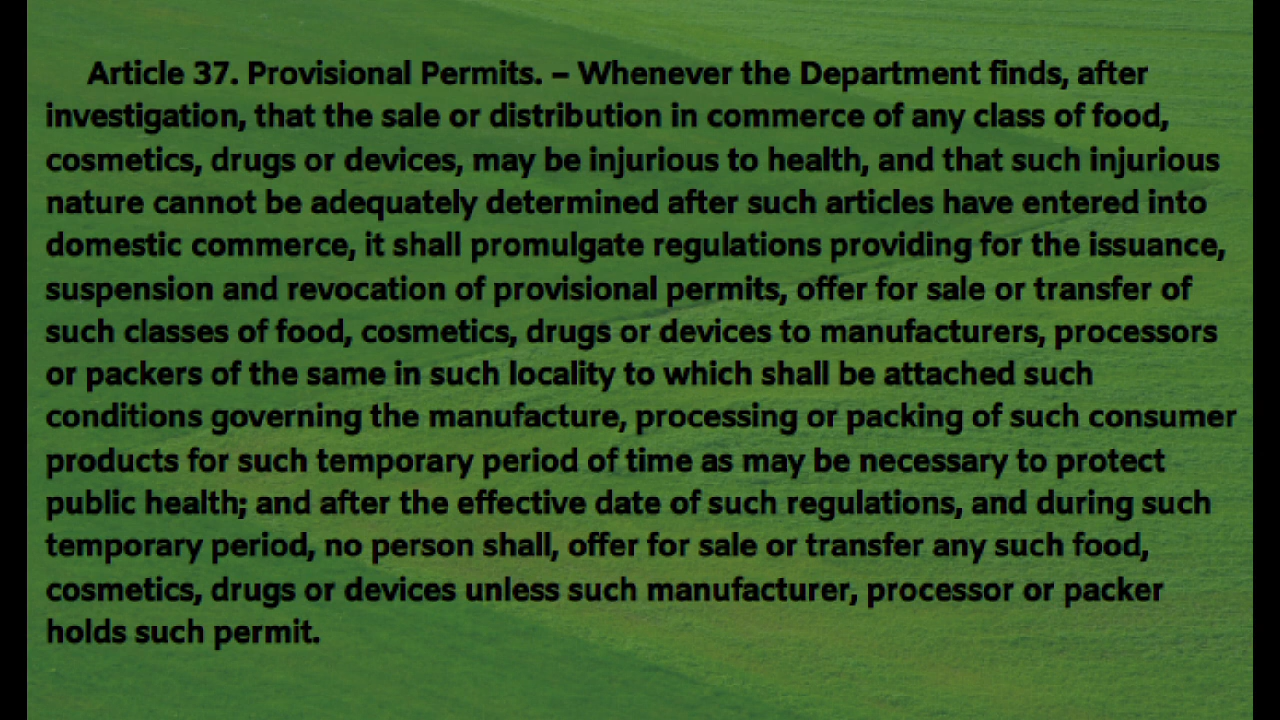 Article 37. Provisional Permits. – Whenever the Department finds, after
investigation, that the sale or distribution in commerce of any class of food,
cosmetics, drugs or devices, may be injurious to health, and that such injurious
nature cannot be adequately determined after such articles have entered into
domestic commerce, it shall promulgate regulations providing for the issuance,
suspension and revocation of provisional permits, offer for sale or transfer of
such classes of food, cosmetics, drugs or devices to manufacturers, processors
or packers of the same in such locality to which shall be attached such
conditions governing the manufacture, processing or packing of such consumer
products for such temporary period of time as may be necessary to protect
public health; and after the effective date of such regulations, and during such
temporary period, no person shall, offer for sale or transfer any such food,
cosmetics, drugs or devices unless such manufacturer, processor or packer
holds such permit.